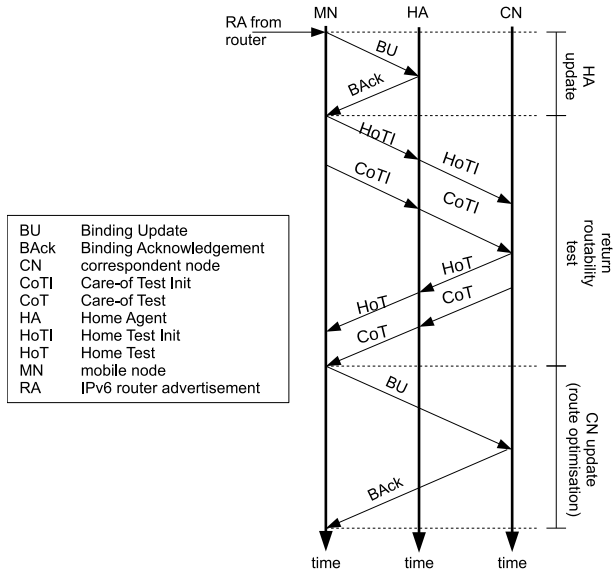 RA from
router
MN
HA
CN
BU
BAck
HA
update
HoTI
HoTI
CoTI
CoTI
return
routability
test
HoT
HoT
CoT
CoT
BU
BAck
CN update
(route optimisation)
time
time
time
BU Binding Update
BAck Binding Acknowledgement
CN correspondent node
CoTI Care-of Test Init
CoT Care-of Test
HA Home Agent
HoTI Home Test Init
HoT Home Test
MN mobile node
RA IPv6 router advertisement